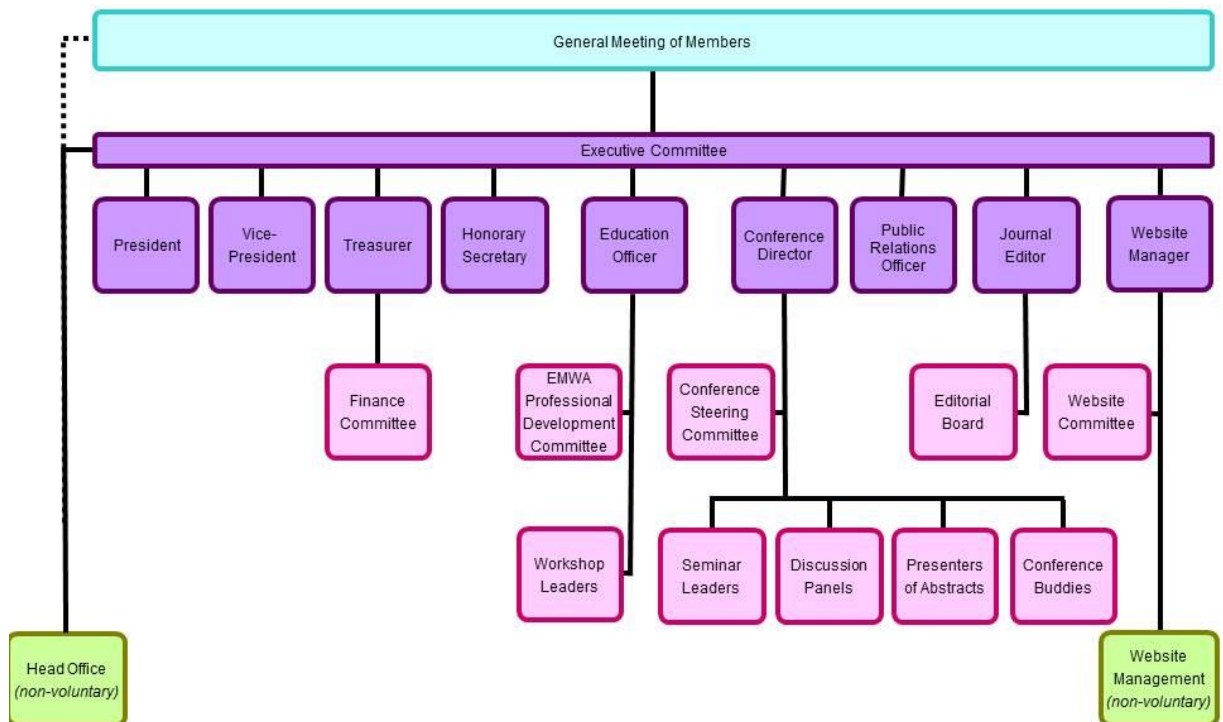 General Meeting of Members
Executive Committee
President
Vice-
President
Treasurer
Honorary
Secretary
Education
Officer
Conference
Director
Public
Relations
Officer
Journal
Editor
Website
Manager
Finance
Committee
EMWA
Professional
Development
Committee
Conference
Steering
Committee
Editorial
Board
Website
Committee
Workshop
Leaders
Seminar
Leaders
Discussion
Panels
Presenters
of Abstracts
Conference
Buddies
Head Office
(non-voluntary)
Website
Management
(non-voluntary)